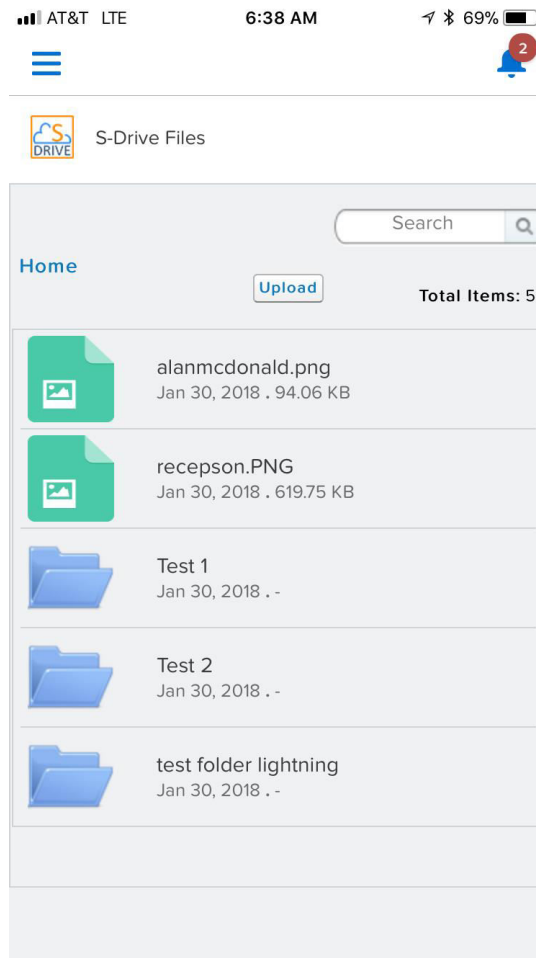 AT&T LTE 6:38 AM 69%
2
S DRIVE S-Drive Files
Search
Home
Upload
Total Items: 5
alanmcdonald.png
Jan 30, 2018 . 94.06 KB
recepson.PNG
Jan 30, 2018 . 619.75 KB
Test 1
Jan 30, 2018 . -
Test 2
Jan 30, 2018 . -
test folder lightning
Jan 30, 2018 . -